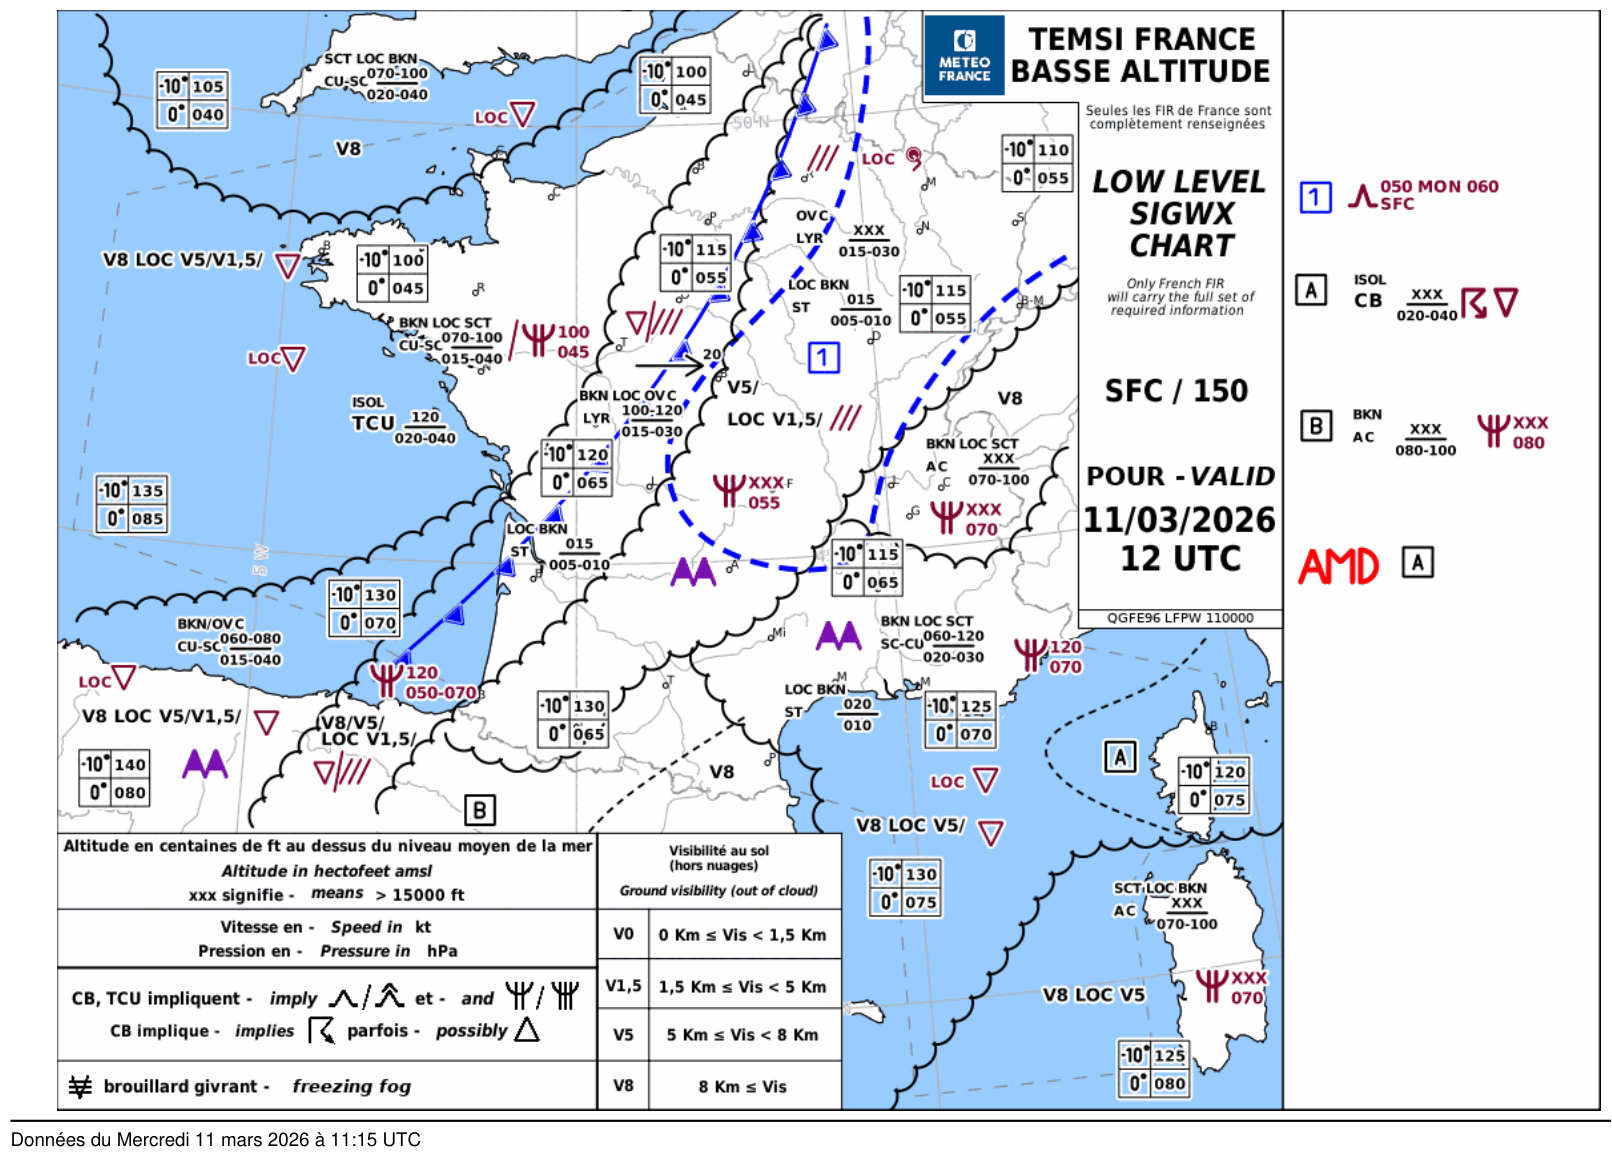 TEMSI FRANCE
BASSE ALTITUDE
METEO
FRANCE
Seules les FIR de France sont
complètement renseignées
LOW LEVEL
SIGWX
CHART
Only French FIR
will carry the full set of
required information
SFC / 150
POUR - VALID
11/03/2026
12 UTC
QGFE96 LFPW 110000
1
050 MON 060
SFC
A
ISOL
CB
XXX
020-040
B
BKN
AC
XXX
080-100
XXX
080
AMD
A
SCT LOC BKN
CU-SC
070-100
020-040
-10° 105
0° 040
LOC
V8
-10° 100
0° 045
50°N
LOC
-10° 110
0° 055
OVC
LYR
XXX
015-030
V8 LOC V5/V1,5/
-10° 100
0° 045
-10° 115
0° 055
LOC BKN
ST
015
005-010
-10° 115
0° 055
BKN LOC SCT
CU-SC
070-100
015-040
100
045
LOC
1
20
V5/
LOC V1,5/
V8
ISOL
TCU
120
020-040
BKN LOC OVC
LYR
100-120
015-030
BKN LOC SCT
AC
XXX
070-100
-10° 120
0° 065
XXX
055
XXX
070
-10° 135
0° 085
5 W
LOC BKN
ST
015
005-010
-10° 115
0° 065
-10° 130
0° 070
BKN/OVC
CU-SC
060-080
015-040
BKN LOC SCT
SC-CU
060-120
020-030
120
070
LOC
120
050-070
V8 LOC V5/V1,5/
V8/V5/
LOC V1,5/
-10° 130
0° 065
LOC BKN
ST
020
010
-10° 125
0° 070
A
-10° 120
0° 075
-10° 140
0° 080
B
V8
LOC
V8 LOC V5/
-10° 130
0° 075
SCT LOC BKN
AC
XXX
070-100
V8 LOC V5
XXX
070
-10° 125
0° 080
Altitude en centaines de ft au dessus du niveau moyen de la mer
Altitude in hectofeet amsl
xxx signifie - means > 15000 ft
Vitesse en - Speed in kt
Pression en - Pressure in hPa
CB, TCU impliquent - imply / et - and /
CB implique - implies parfois - possibly
brouillard givrant - freezing fog
Visibilité au sol
(hors nuages)
Ground visibility (out of cloud)
V0 0 Km ≤ Vis < 1,5 Km
V1,5 1,5 Km ≤ Vis < 5 Km
V5 5 Km ≤ Vis < 8 Km
V8 8 Km ≤ Vis
Données du Mercredi 11 mars 2026 à 11:15 UTC